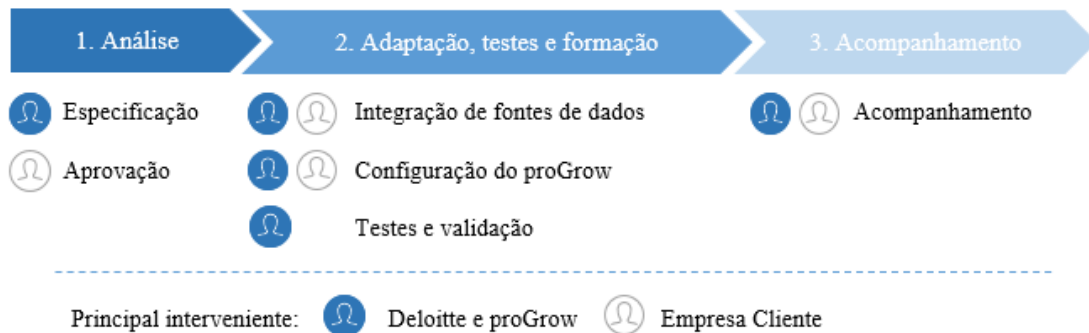 1. Análise
2. Adaptação, testes e formação
3. Acompanhamento
Especificação
Aprovação
Integração de fontes de dados
Configuração do proGrow
Testes e validação
Acompanhamento
Principal interveniente:
Deloitte e proGrow
Empresa Cliente